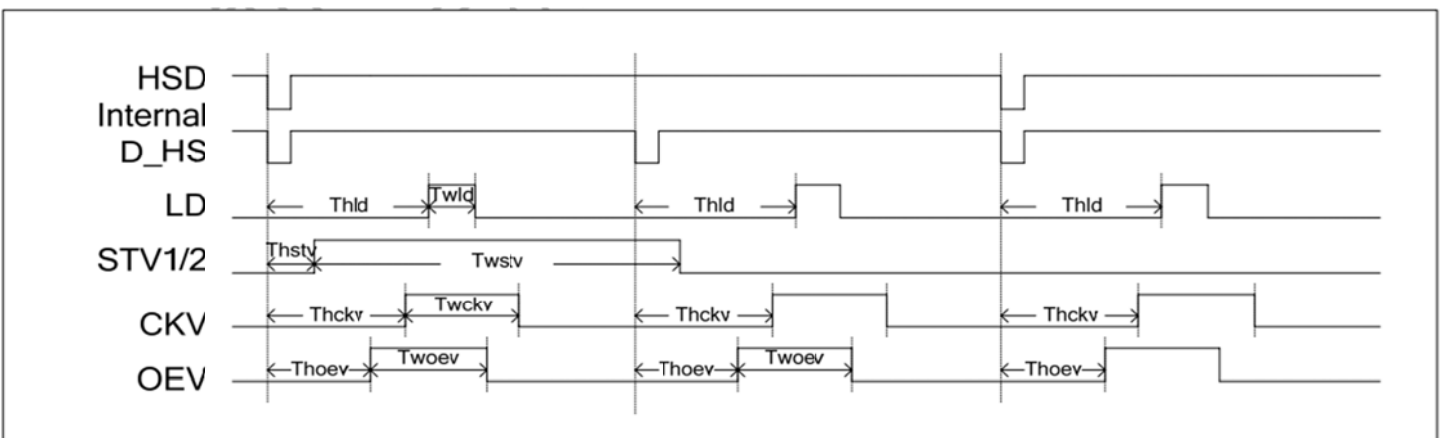 HSD
Internal
D_HS
LD
Thld
Twld
Thld
Thld
STV1/2
Thstv
Twstv
CKV
Thckv
Twckv
Thckv
Thckv
OEV
Thoev
Twoev
Thoev
Twoev
Thoev